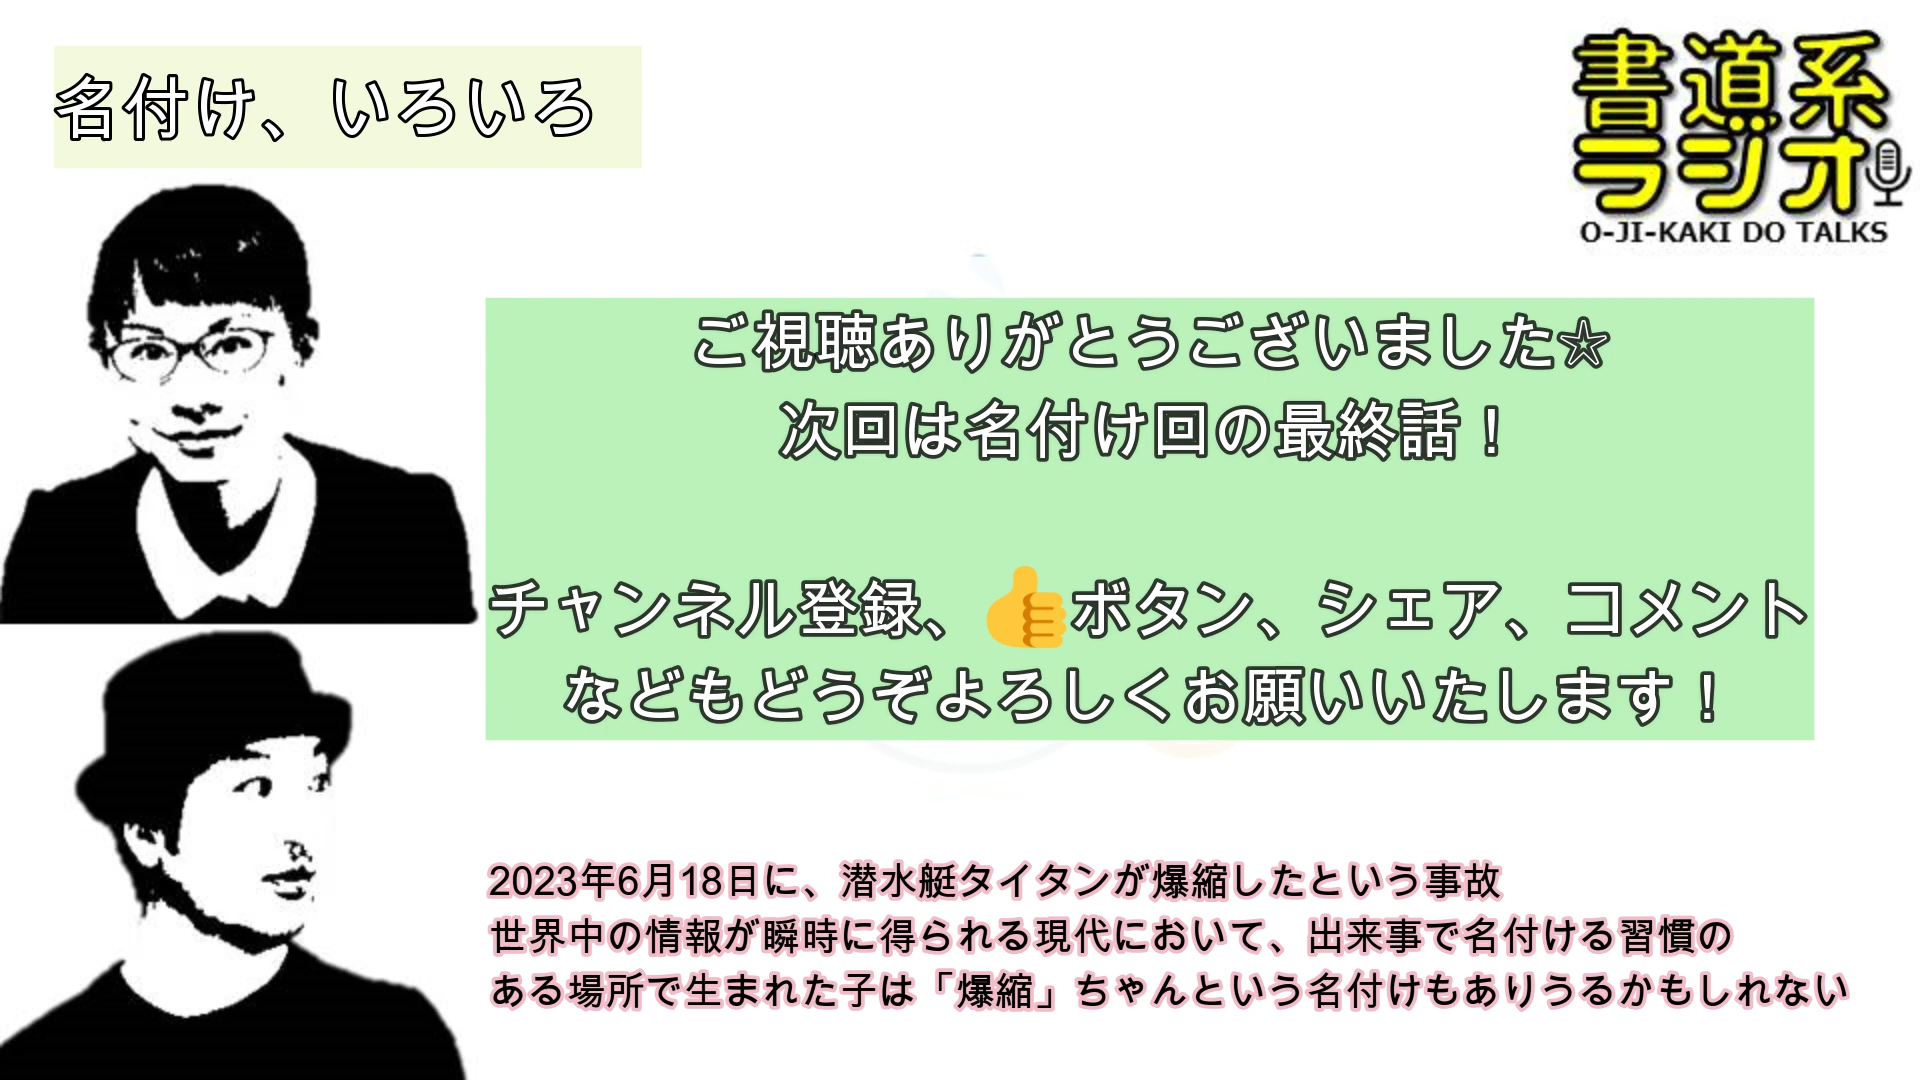 名付け、いろいろ
書道系
ラジオ
O-JI-KAKI DO TALKS
ご視聴ありがとうございました☆
次回は名付け回の最終話！
チャンネル登録、👍ボタン、シェア、コメント
などもどうぞよろしくお願いいたします！
2023年6月18日に、潜水艇タイタンが爆縮したという事故
世界中の情報が瞬時に得られる現代において、出来事で名付ける習慣の
ある場所で生まれた子は「爆縮」ちゃんという名付けもありうるかもしれない